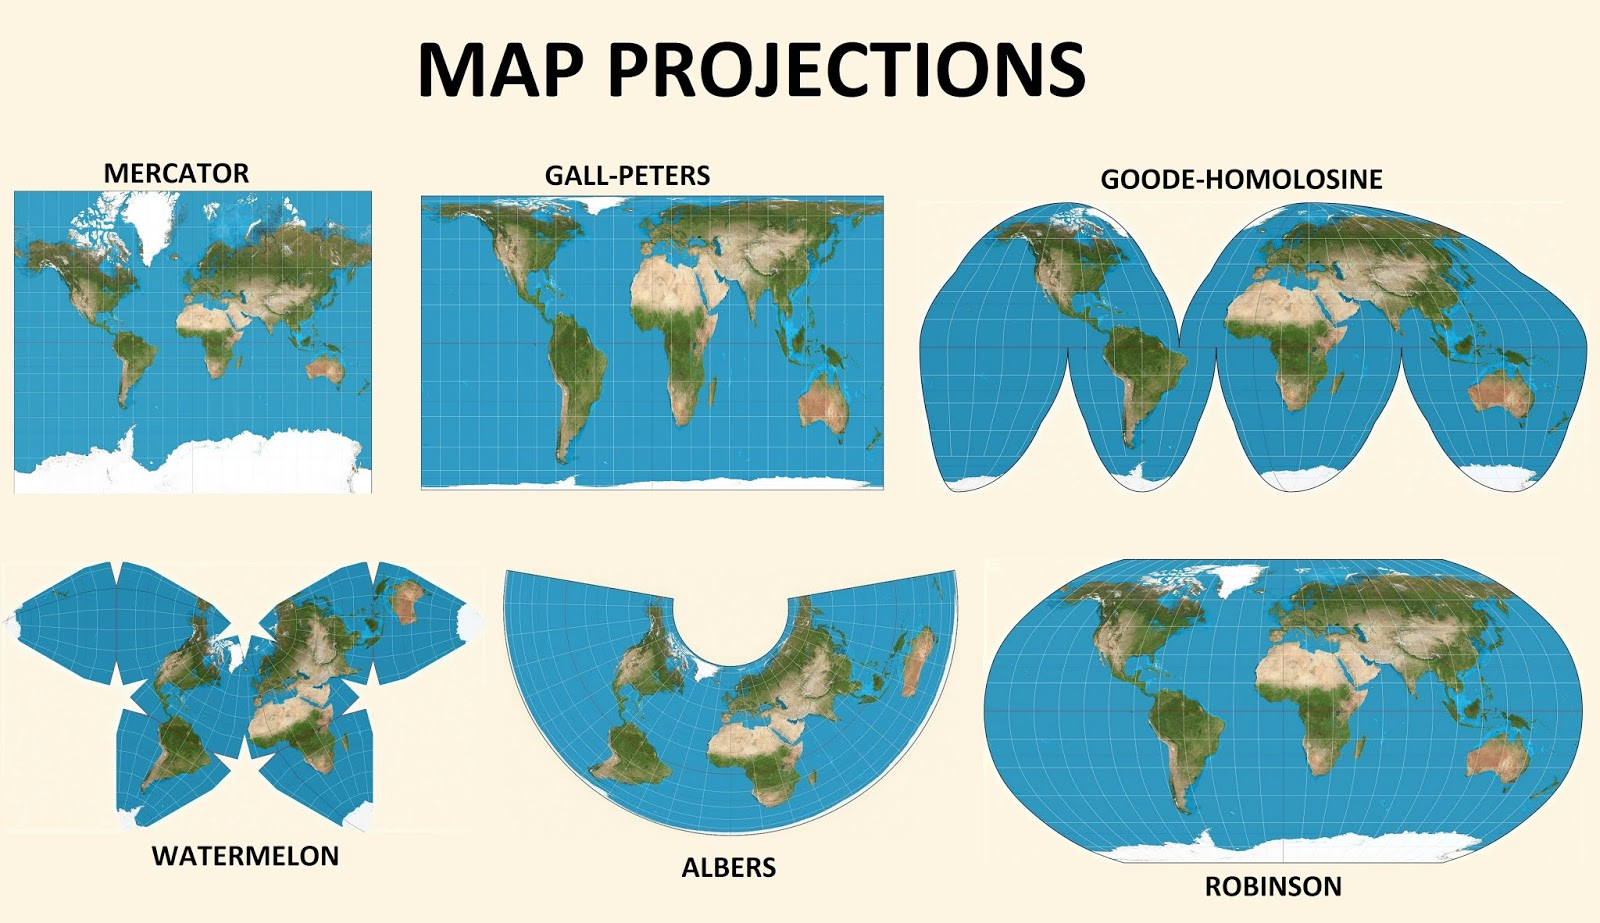 MAP PROJECTIONS
MERCATOR
GALL-PETERS
GOODE-HOMOLOSINE
WATERMELON
ALBERS
ROBINSON